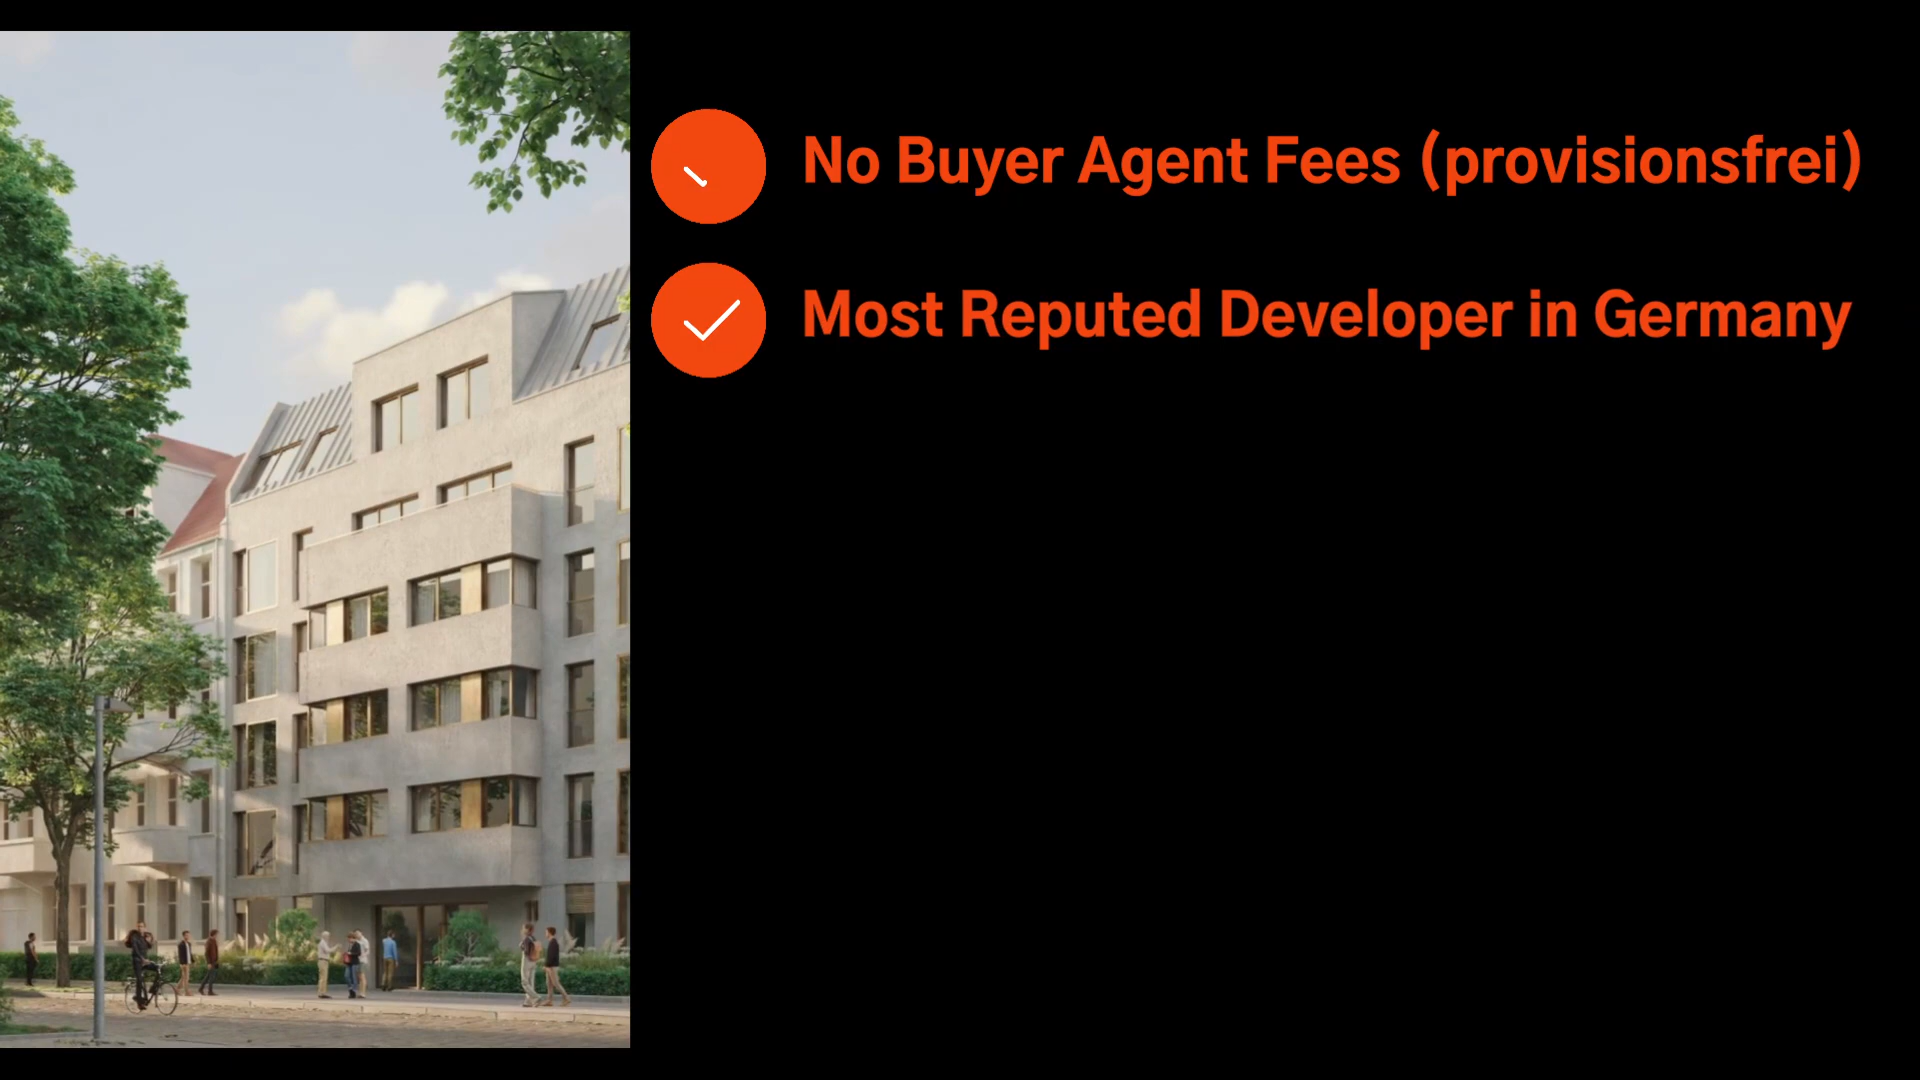 No Buyer Agent Fees (provisionsfrei)
Most Reputed Developer in Germany